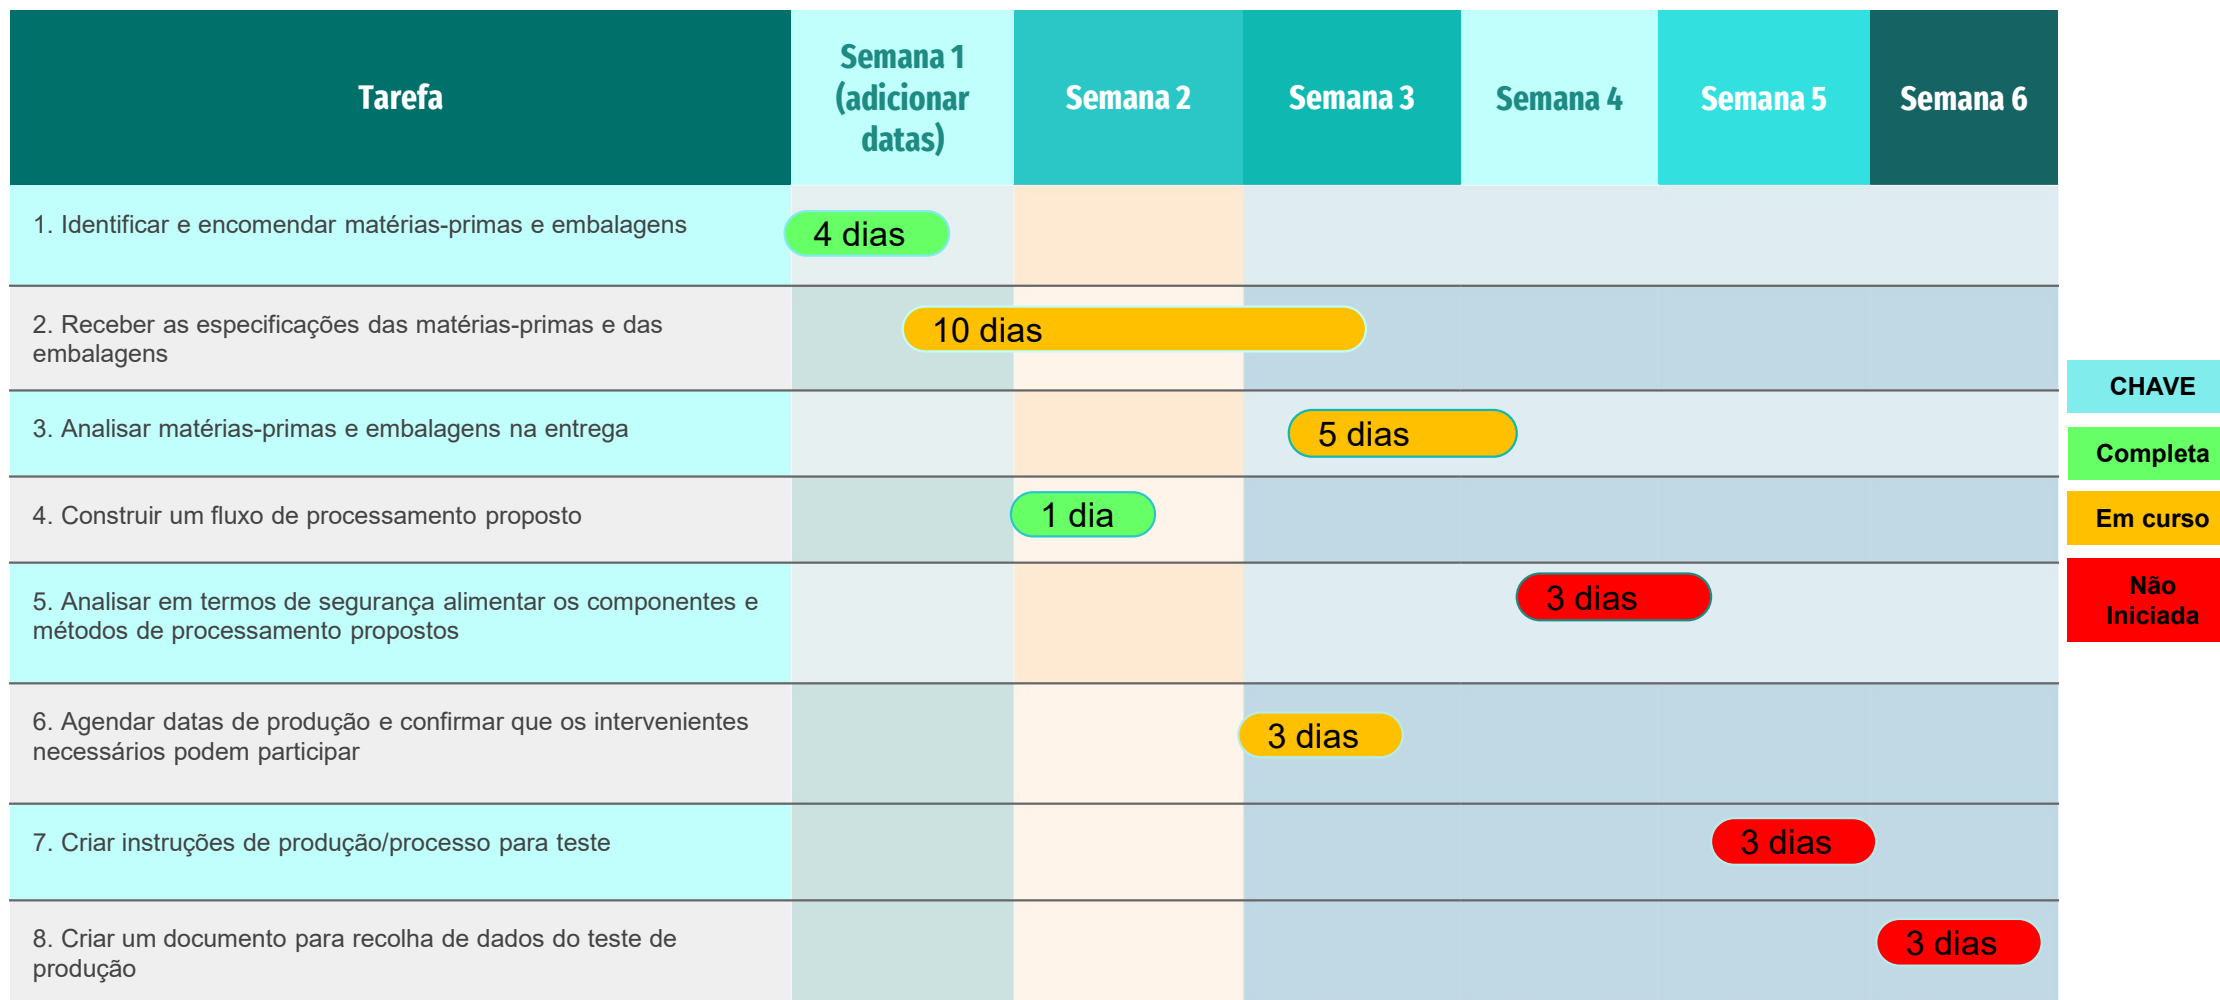 Tarefa
Semana 1
(adicionar
datas)
Semana 2
Semana 3
Semana 4
Semana 5
Semana 6
1. Identificar e encomendar matérias-primas e embalagens
4 dias
2. Receber as especificações das matérias-primas e das
embalagens
10 dias
3. Analisar matérias-primas e embalagens na entrega
5 dias
4. Construir um fluxo de processamento proposto
1 dia
5. Analisar em termos de segurança alimentar os componentes e
métodos de processamento propostos
3 dias
6. Agendar datas de produção e confirmar que os intervenientes
necessários podem participar
3 dias
7. Criar instruções de produção/processo para teste
3 dias
8. Criar um documento para recolha de dados do teste de
produção
3 dias
CHAVE
Completa
Em curso
Não
Iniciada